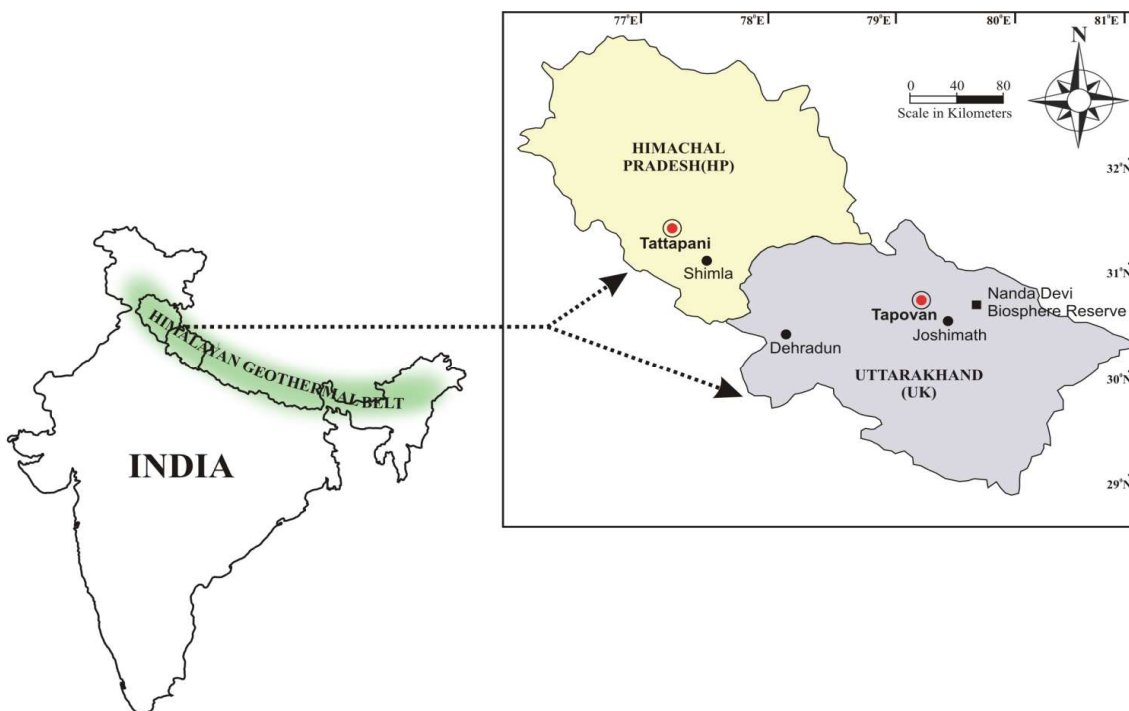 77°E
78°E
79°E
80°E
81°E
N
0 40 80
Scale in Kilometers
HIMACHAL
PRADESH(HP)
32°N
Tattapani
Shimla
31°N
Nanda Devi
Biosphere Reserve
Tapovan
Joshimath
Dehradun
UTTARAKHAND
(UK)
30°N
29°N
HIMALAYAN GEOTHERMAL BELT
INDIA